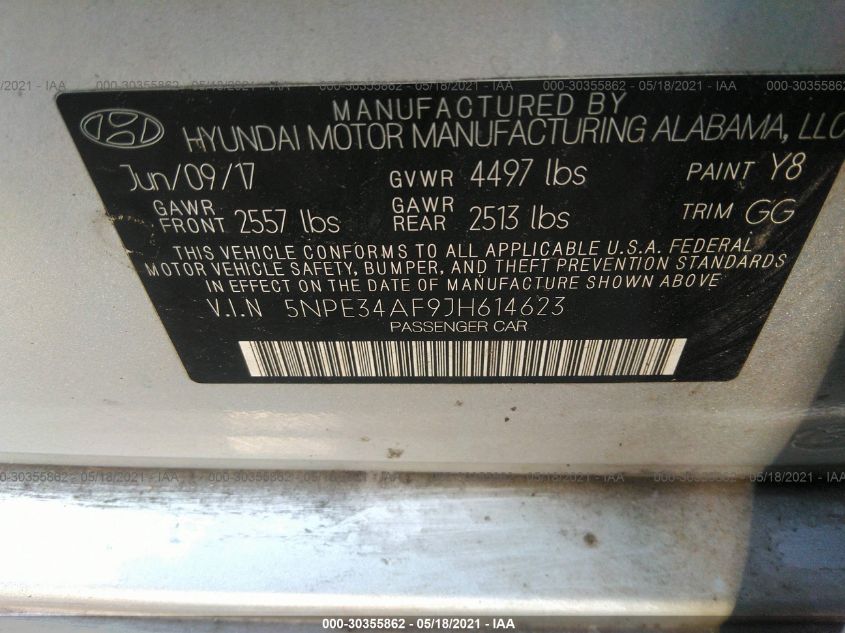 000-30355862 - 05/18/2021 - IAA
MANUFACTURED BY
HYUNDAI MOTOR MANUFACTURING ALABAMA, LLC
Jun/09/17 GVWR 4497 lbs PAINT Y8
GAWR FRONT 2557 lbs GAWR REAR 2513 lbs TRIM GG
THIS VEHICLE CONFORMS TO ALL APPLICABLE U.S.A. FEDERAL
MOTOR VEHICLE SAFETY, BUMPER, AND THEFT PREVENTION STANDARDS
IN EFFECT ON THE DATE OF MANUFACTURE SHOWN ABOVE
V.I.N 5NPE34AF9JH614623
PASSENGER CAR
000-30355862 - 05/18/2021 - IAA
000-30355862 - 05/18/2021 - IAA